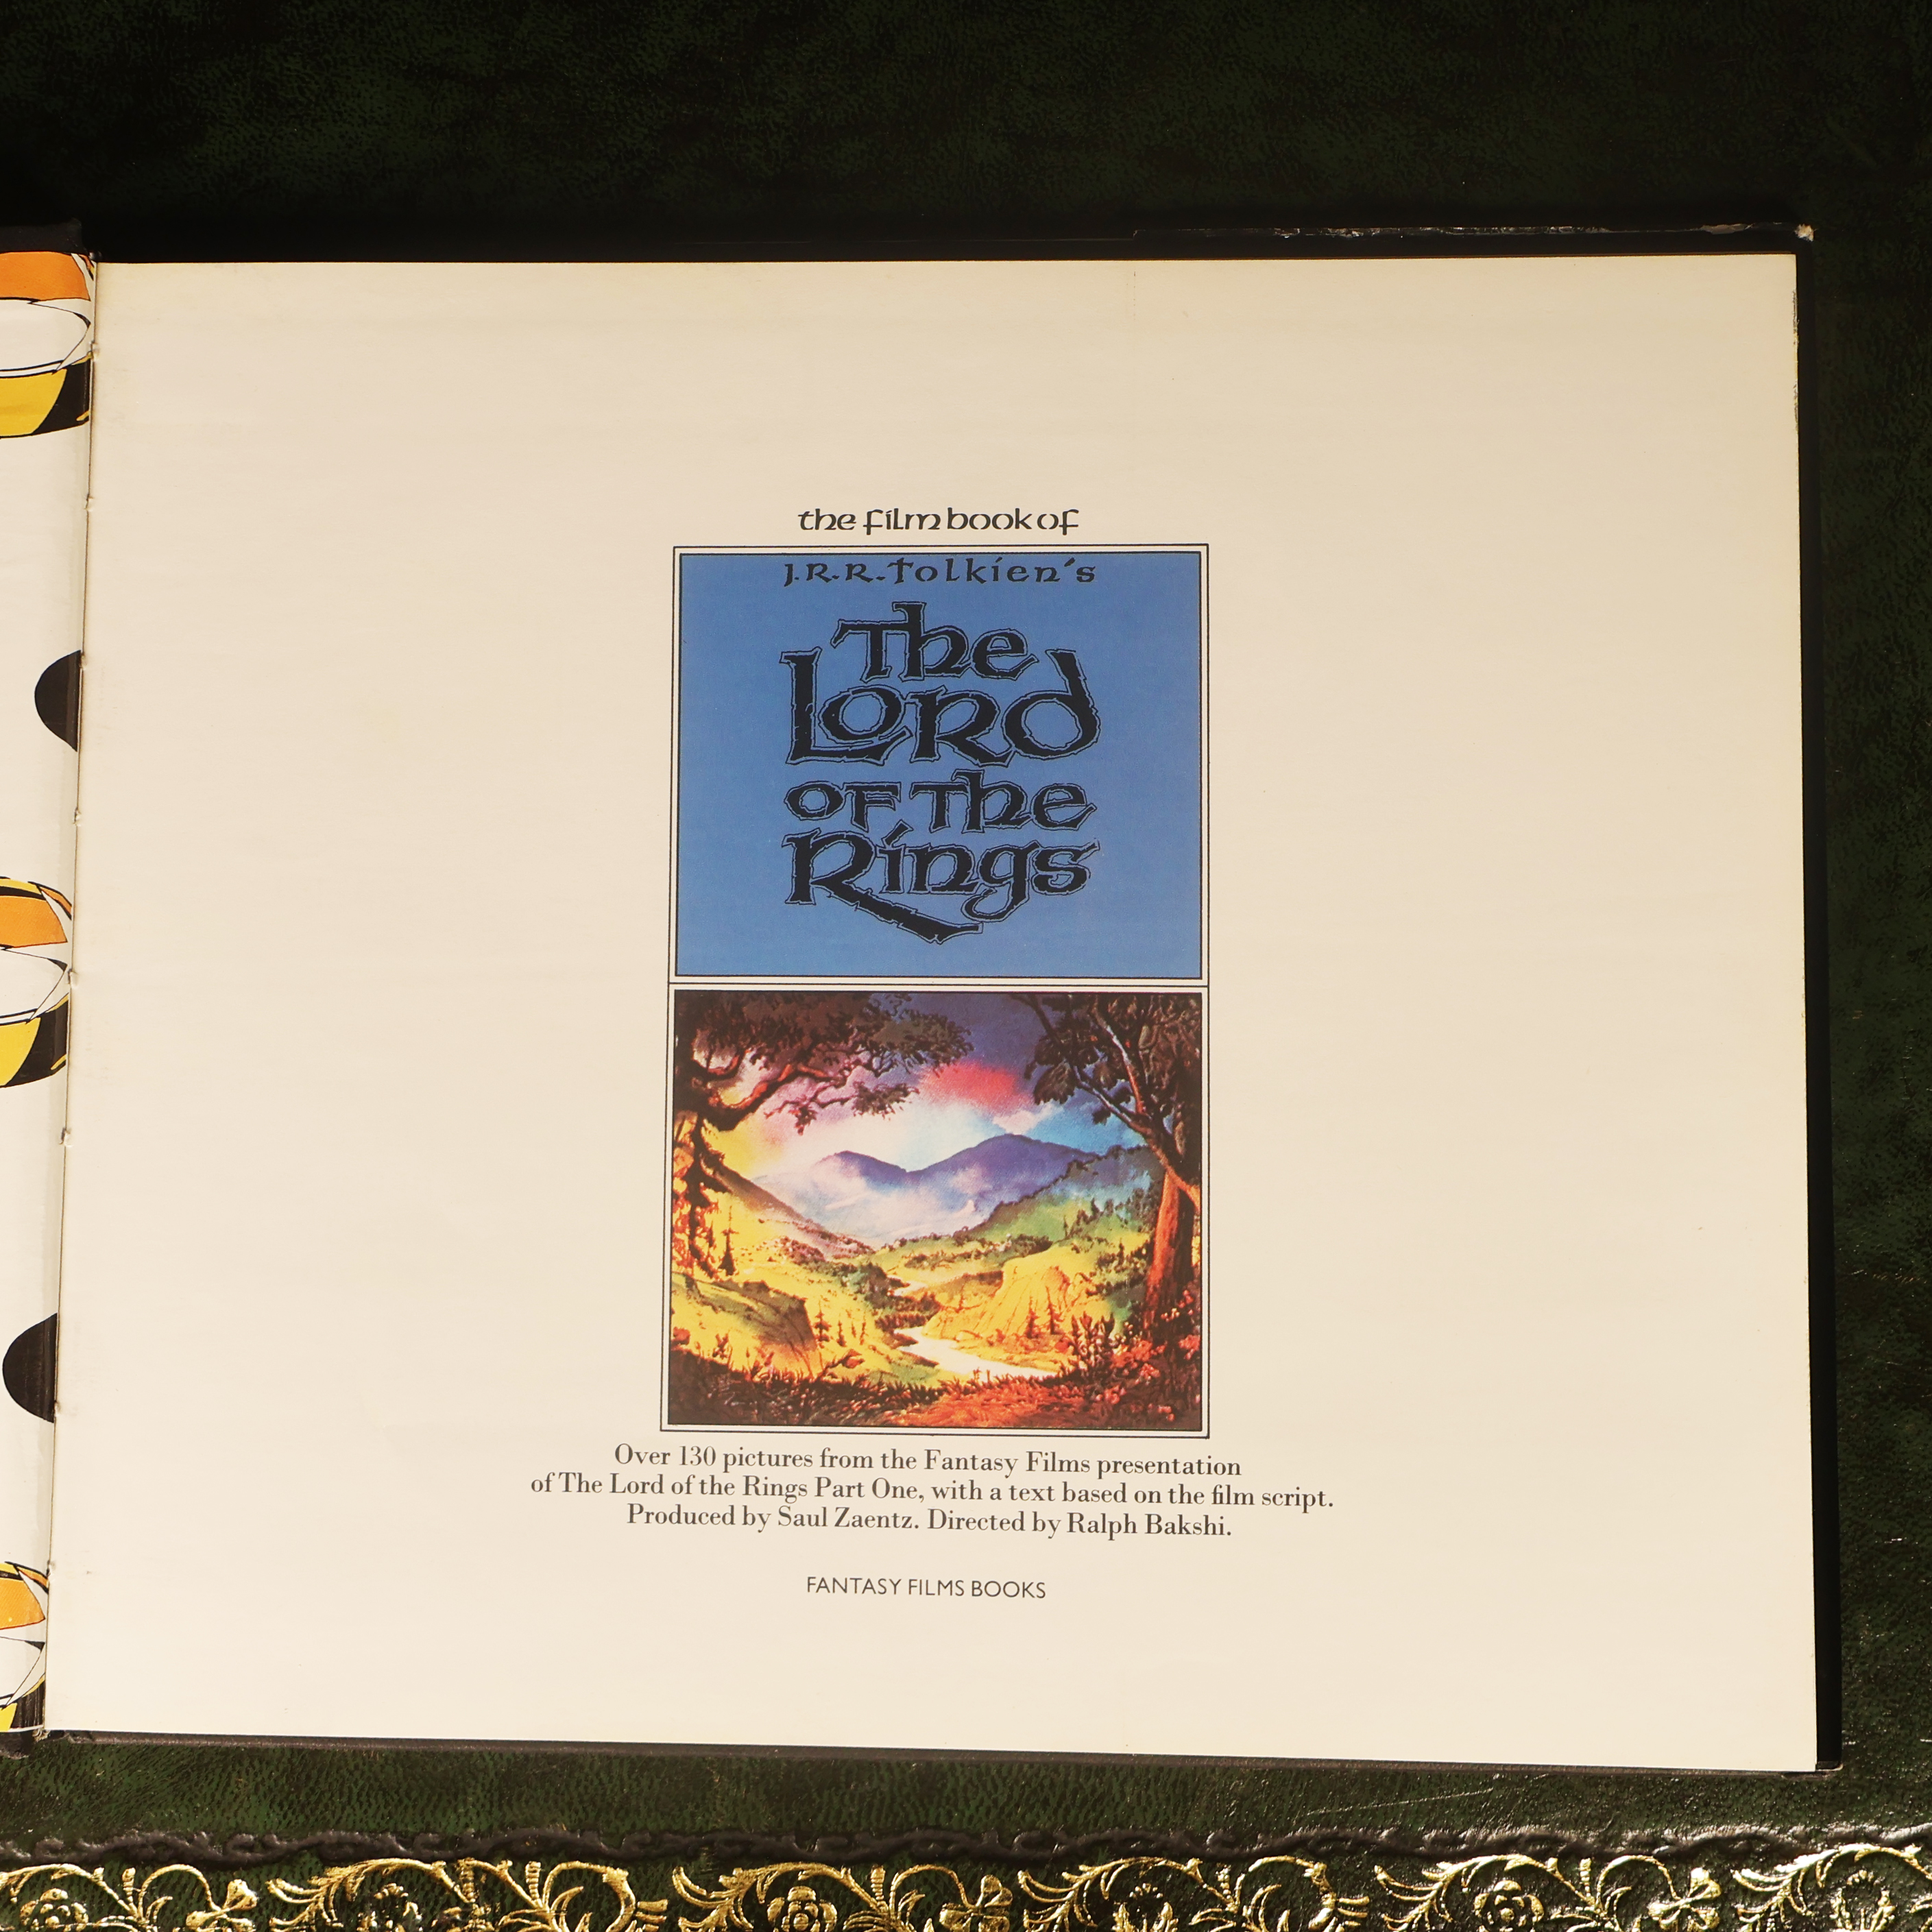 the film book of
J.R.R. Tolkien's
The
Lord
of the
Rings
Over 130 pictures from the Fantasy Films presentation
of The Lord of the Rings Part One, with a text based on the film script.
Produced by Saul Zaentz. Directed by Ralph Bakshi.
FANTASY FILMS BOOKS